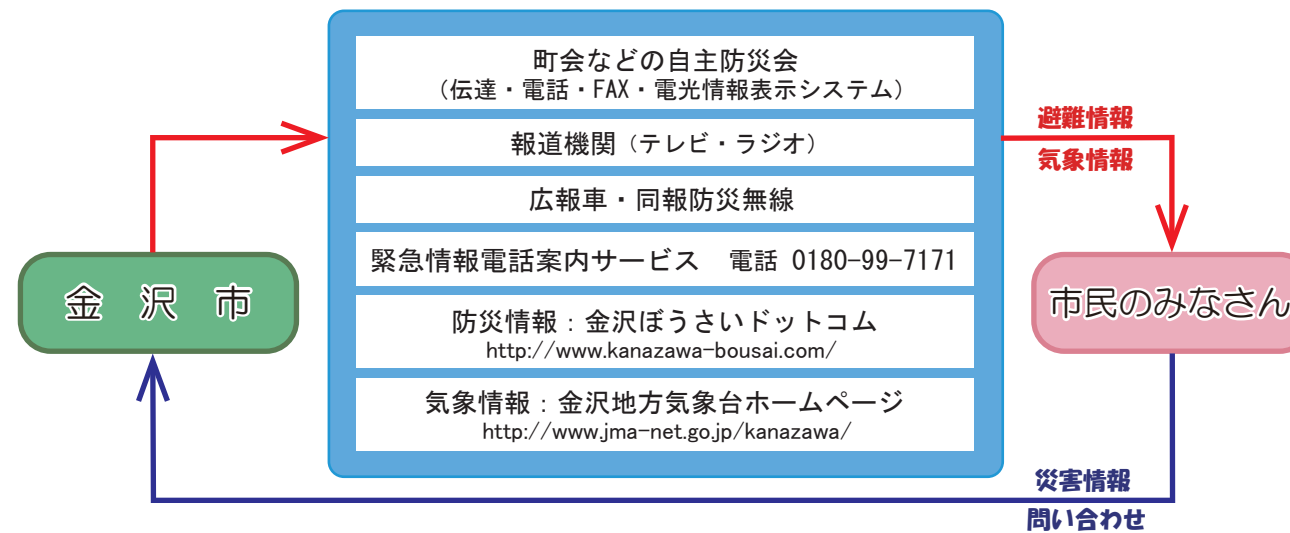 町会などの自主防災会
（伝達・電話・FAX・電光情報表示システム）
報道機関（テレビ・ラジオ）
広報車・同報防災無線
緊急情報電話案内サービス　電話 0180-99-7171
防災情報：金沢ぼうさいドットコム
http://www.kanazawa-bousai.com/
気象情報：金沢地方気象台ホームページ
http://www.jma-net.go.jp/kanazawa/
避難情報
気象情報
金 沢 市
市民のみなさん
災害情報
問い合わせ